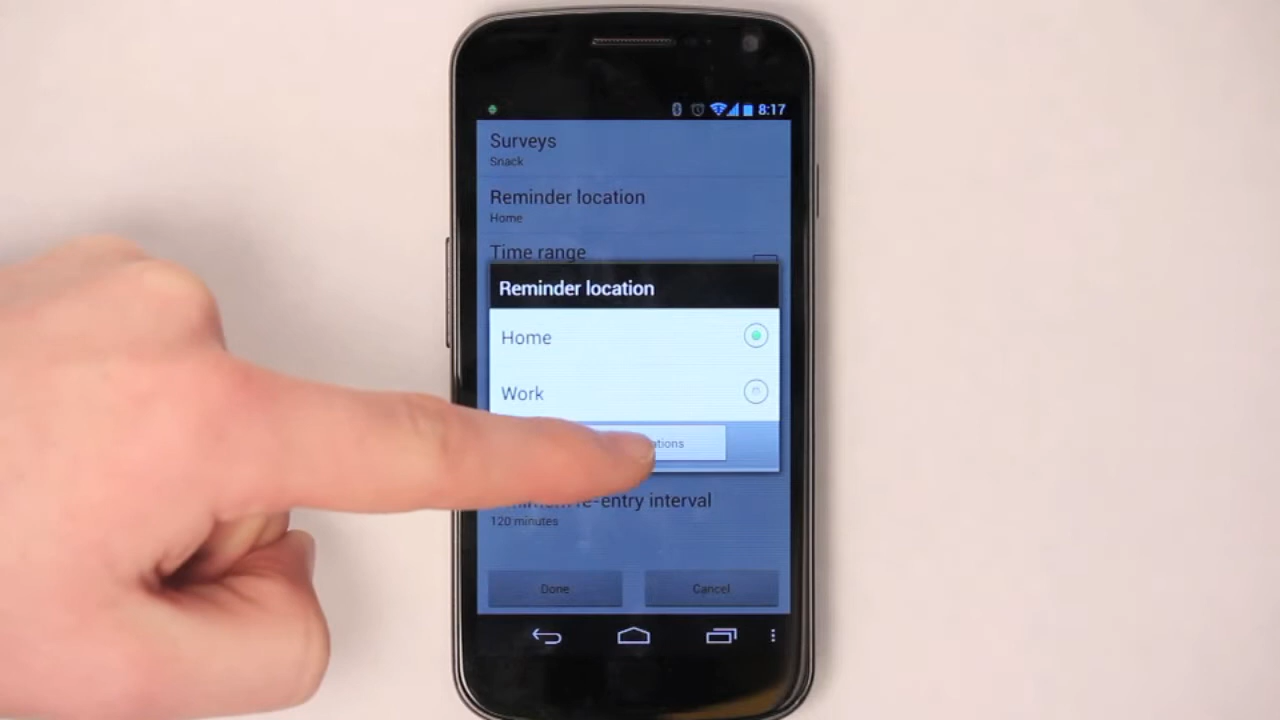 8:17
Surveys
Snack
Reminder location
Home
Time range
Reminder location
Home
Work
entry interval
120 minutes
Done
Cancel